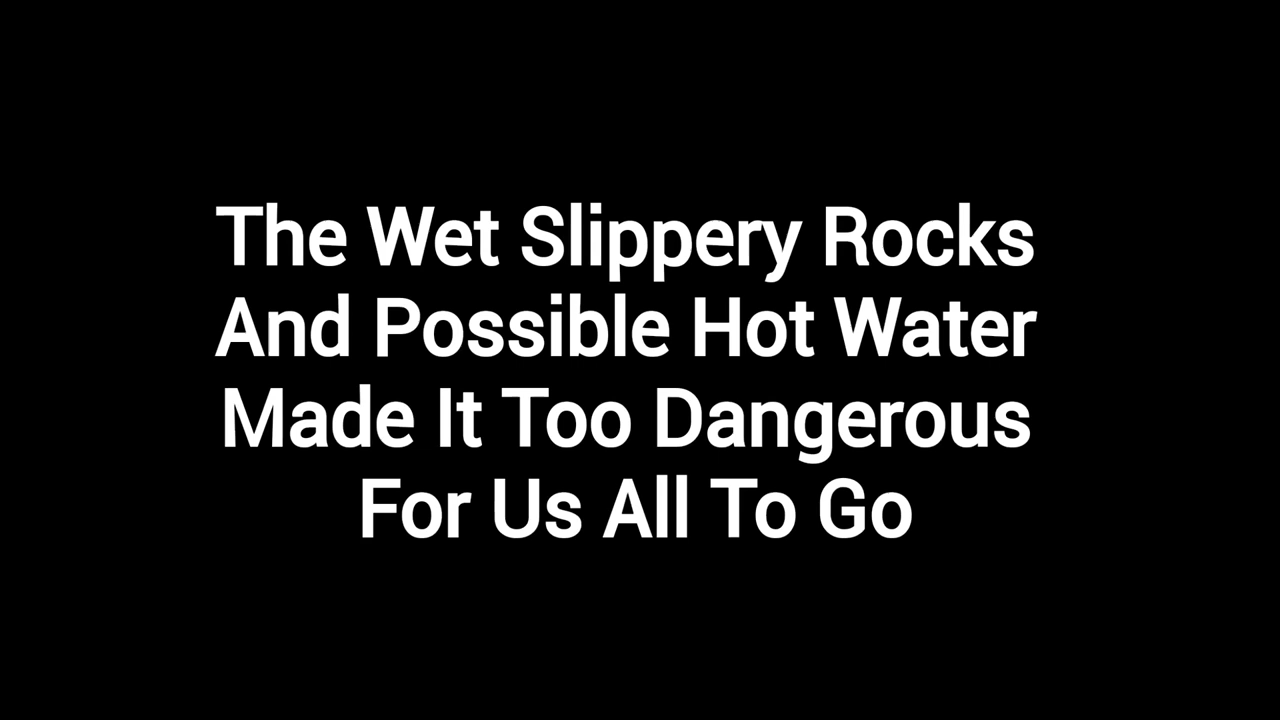 The Wet Slippery Rocks
And Possible Hot Water
Made It Too Dangerous
For Us All To Go